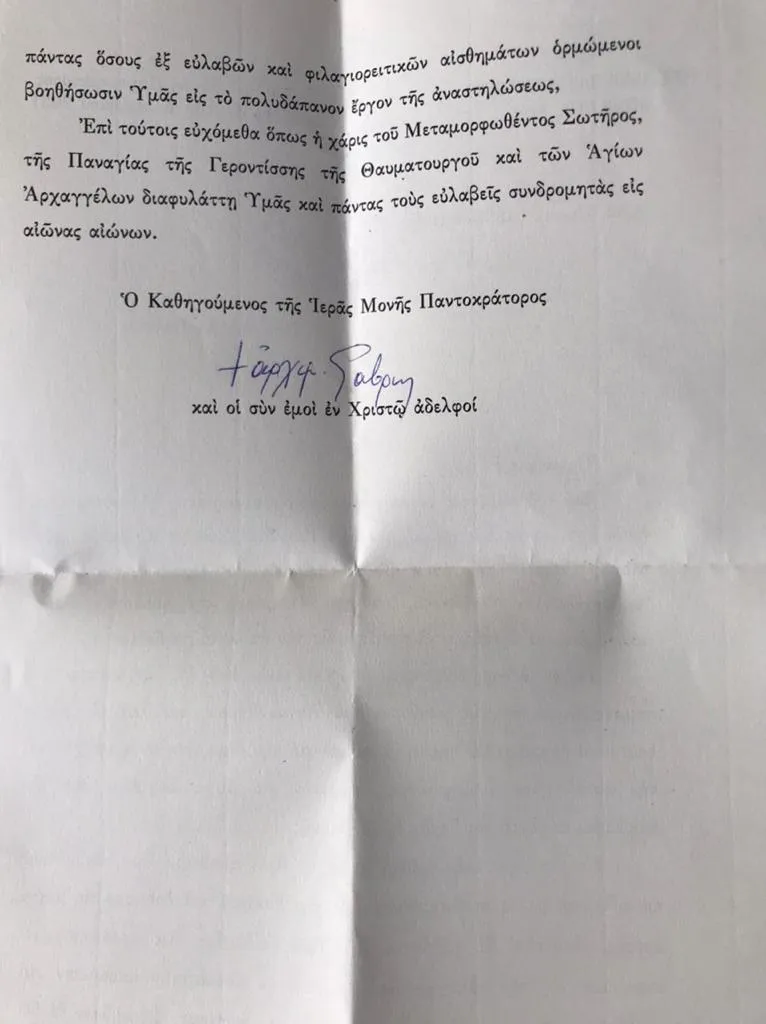 πάντας ὅσους ἐξ εὐλαβῶν καὶ φιλαγιορειτικῶν αἰσθημάτων ὁρμώμενοι
βοηθήσωσιν Ὑμᾶς εἰς τὸ πολυδάπανον ἔργον τῆς ἀναστηλώσεως,
Ἐπὶ τούτοις εὐχόμεθα ὅπως ἡ χάρις τοῦ Μεταμορφωθέντος Σωτῆρος,
τῆς Παναγίας τῆς Γεροντίσσης τῆς Θαυματουργοῦ καὶ τῶν Ἁγίων
Ἀρχαγγέλων διαφυλάττῃ Ὑμᾶς καὶ πάντας τοὺς εὐλαβεῖς συνδρομητὰς εἰς
αἰῶνας αἰώνων.
Ὁ Καθηγούμενος τῆς Ἱερᾶς Μονῆς Παντοκράτορος
καὶ οἱ σὺν ἐμοὶ ἐν Χριστῷ ἀδελφοί